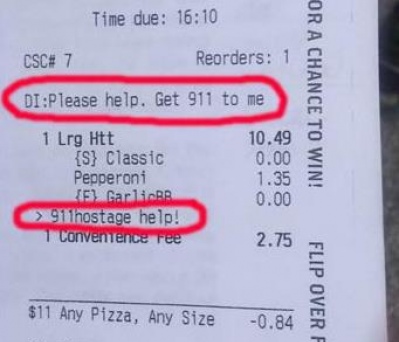 Time due: 16:10
CSC# 7 Reorders: 1
DI:Please help. Get 911 to me
1 Lrg Htt 10.49
{S} Classic 0.00
Pepperoni 1.35
{F} GarlicBB 0.00
> 911hostage help!
1 Convenience Fee 2.75
$11 Any Pizza, Any Size -0.84
OR A CHANCE TO WIN!
FLIP OVER